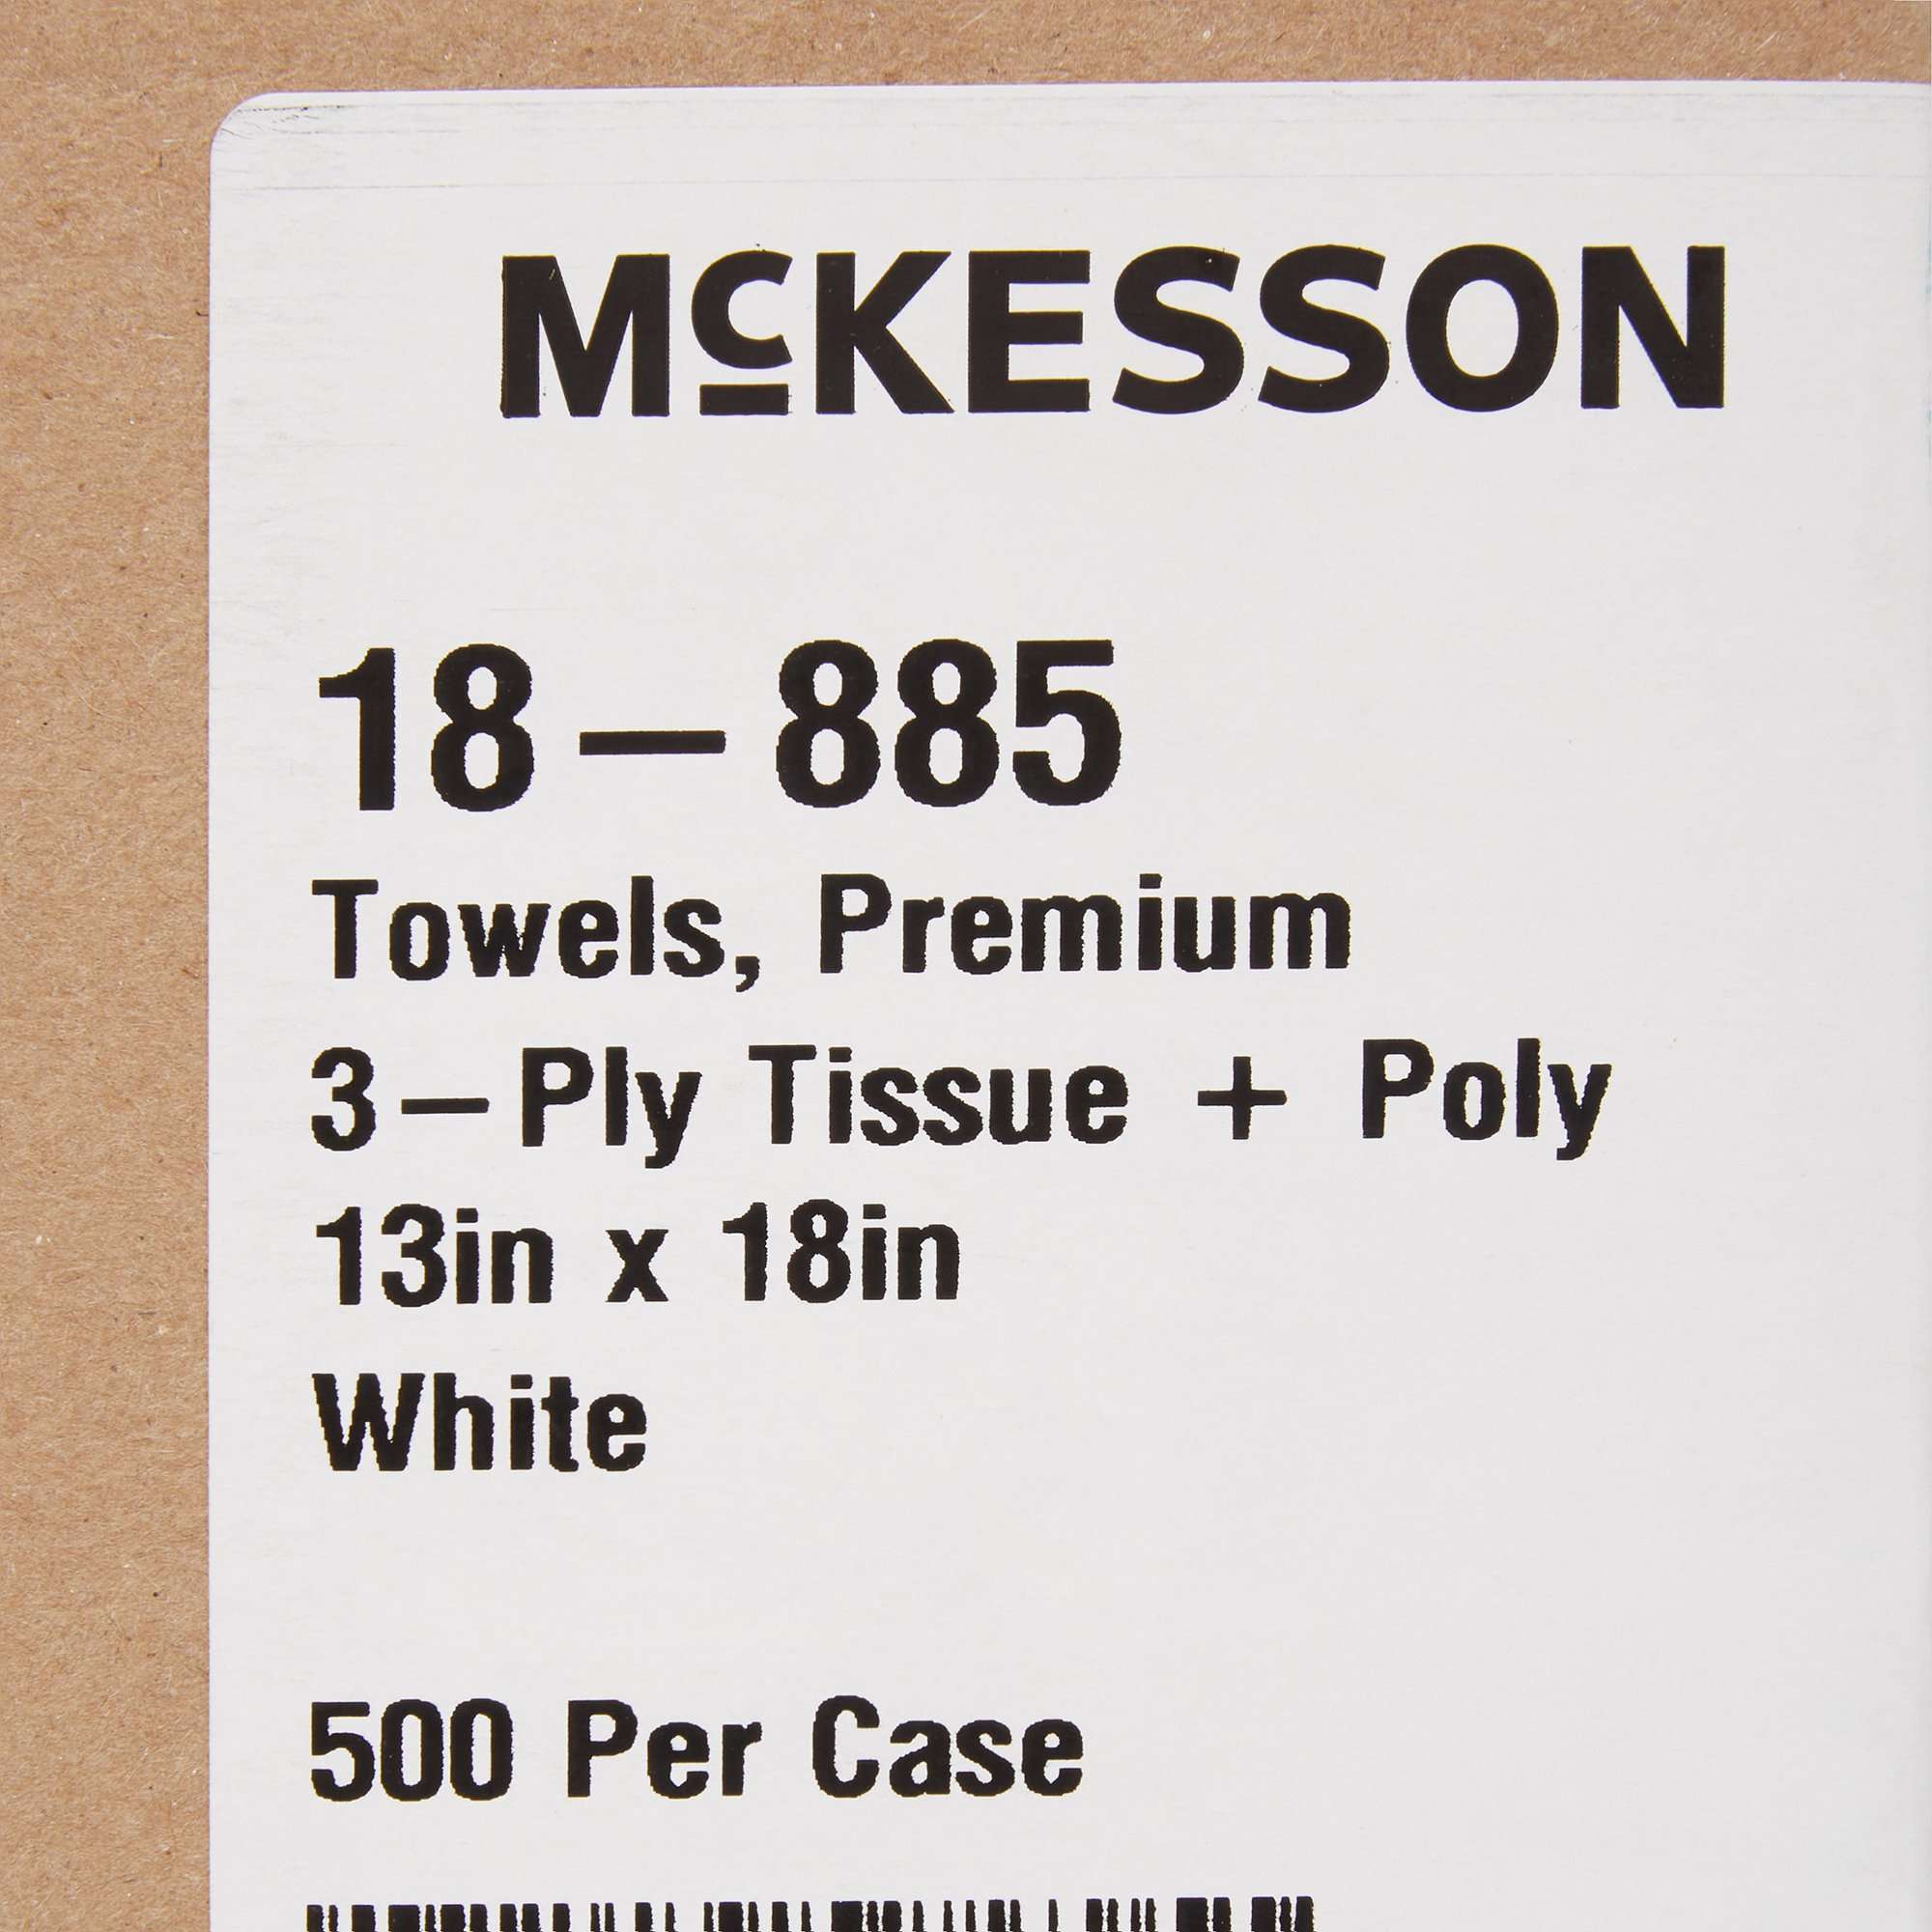 McKESSON
18-885
Towels, Premium
3-Ply Tissue + Poly
13in x 18in
White
500 Per Case